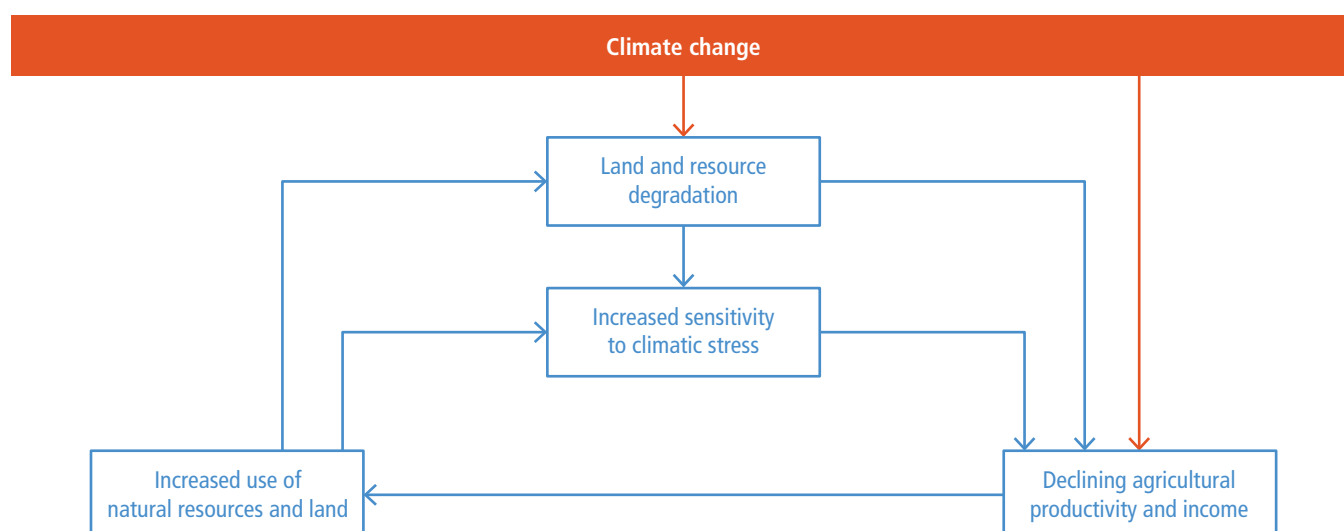 Climate change
Land and resource
degradation
Increased sensitivity
to climatic stress
Increased use of
natural resources and land
Declining agricultural
productivity and income